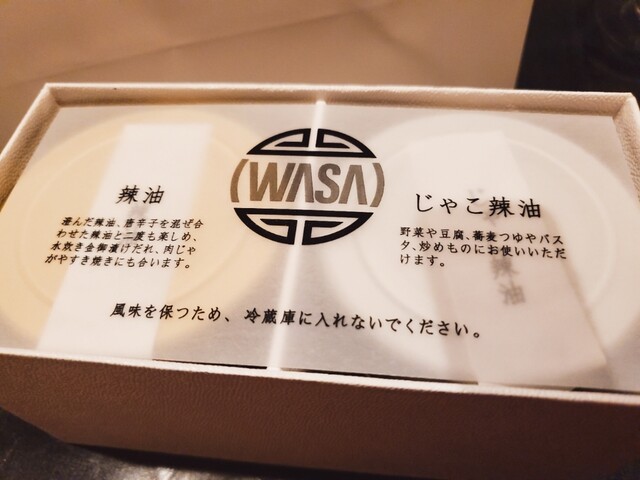 (WASA)
辣油
澄んだ辣油、唐辛子を混ぜ合
わせた辣油と二度も楽しめ、
水炊き金御漬けだれ、肉じゃ
がやすき焼きにも合います。
じゃこ辣油
野菜や豆腐、蕎麦つゆやパス
タ、炒めものにお使いいただ
けます。
風味を保つため、冷蔵庫に入れないでください。